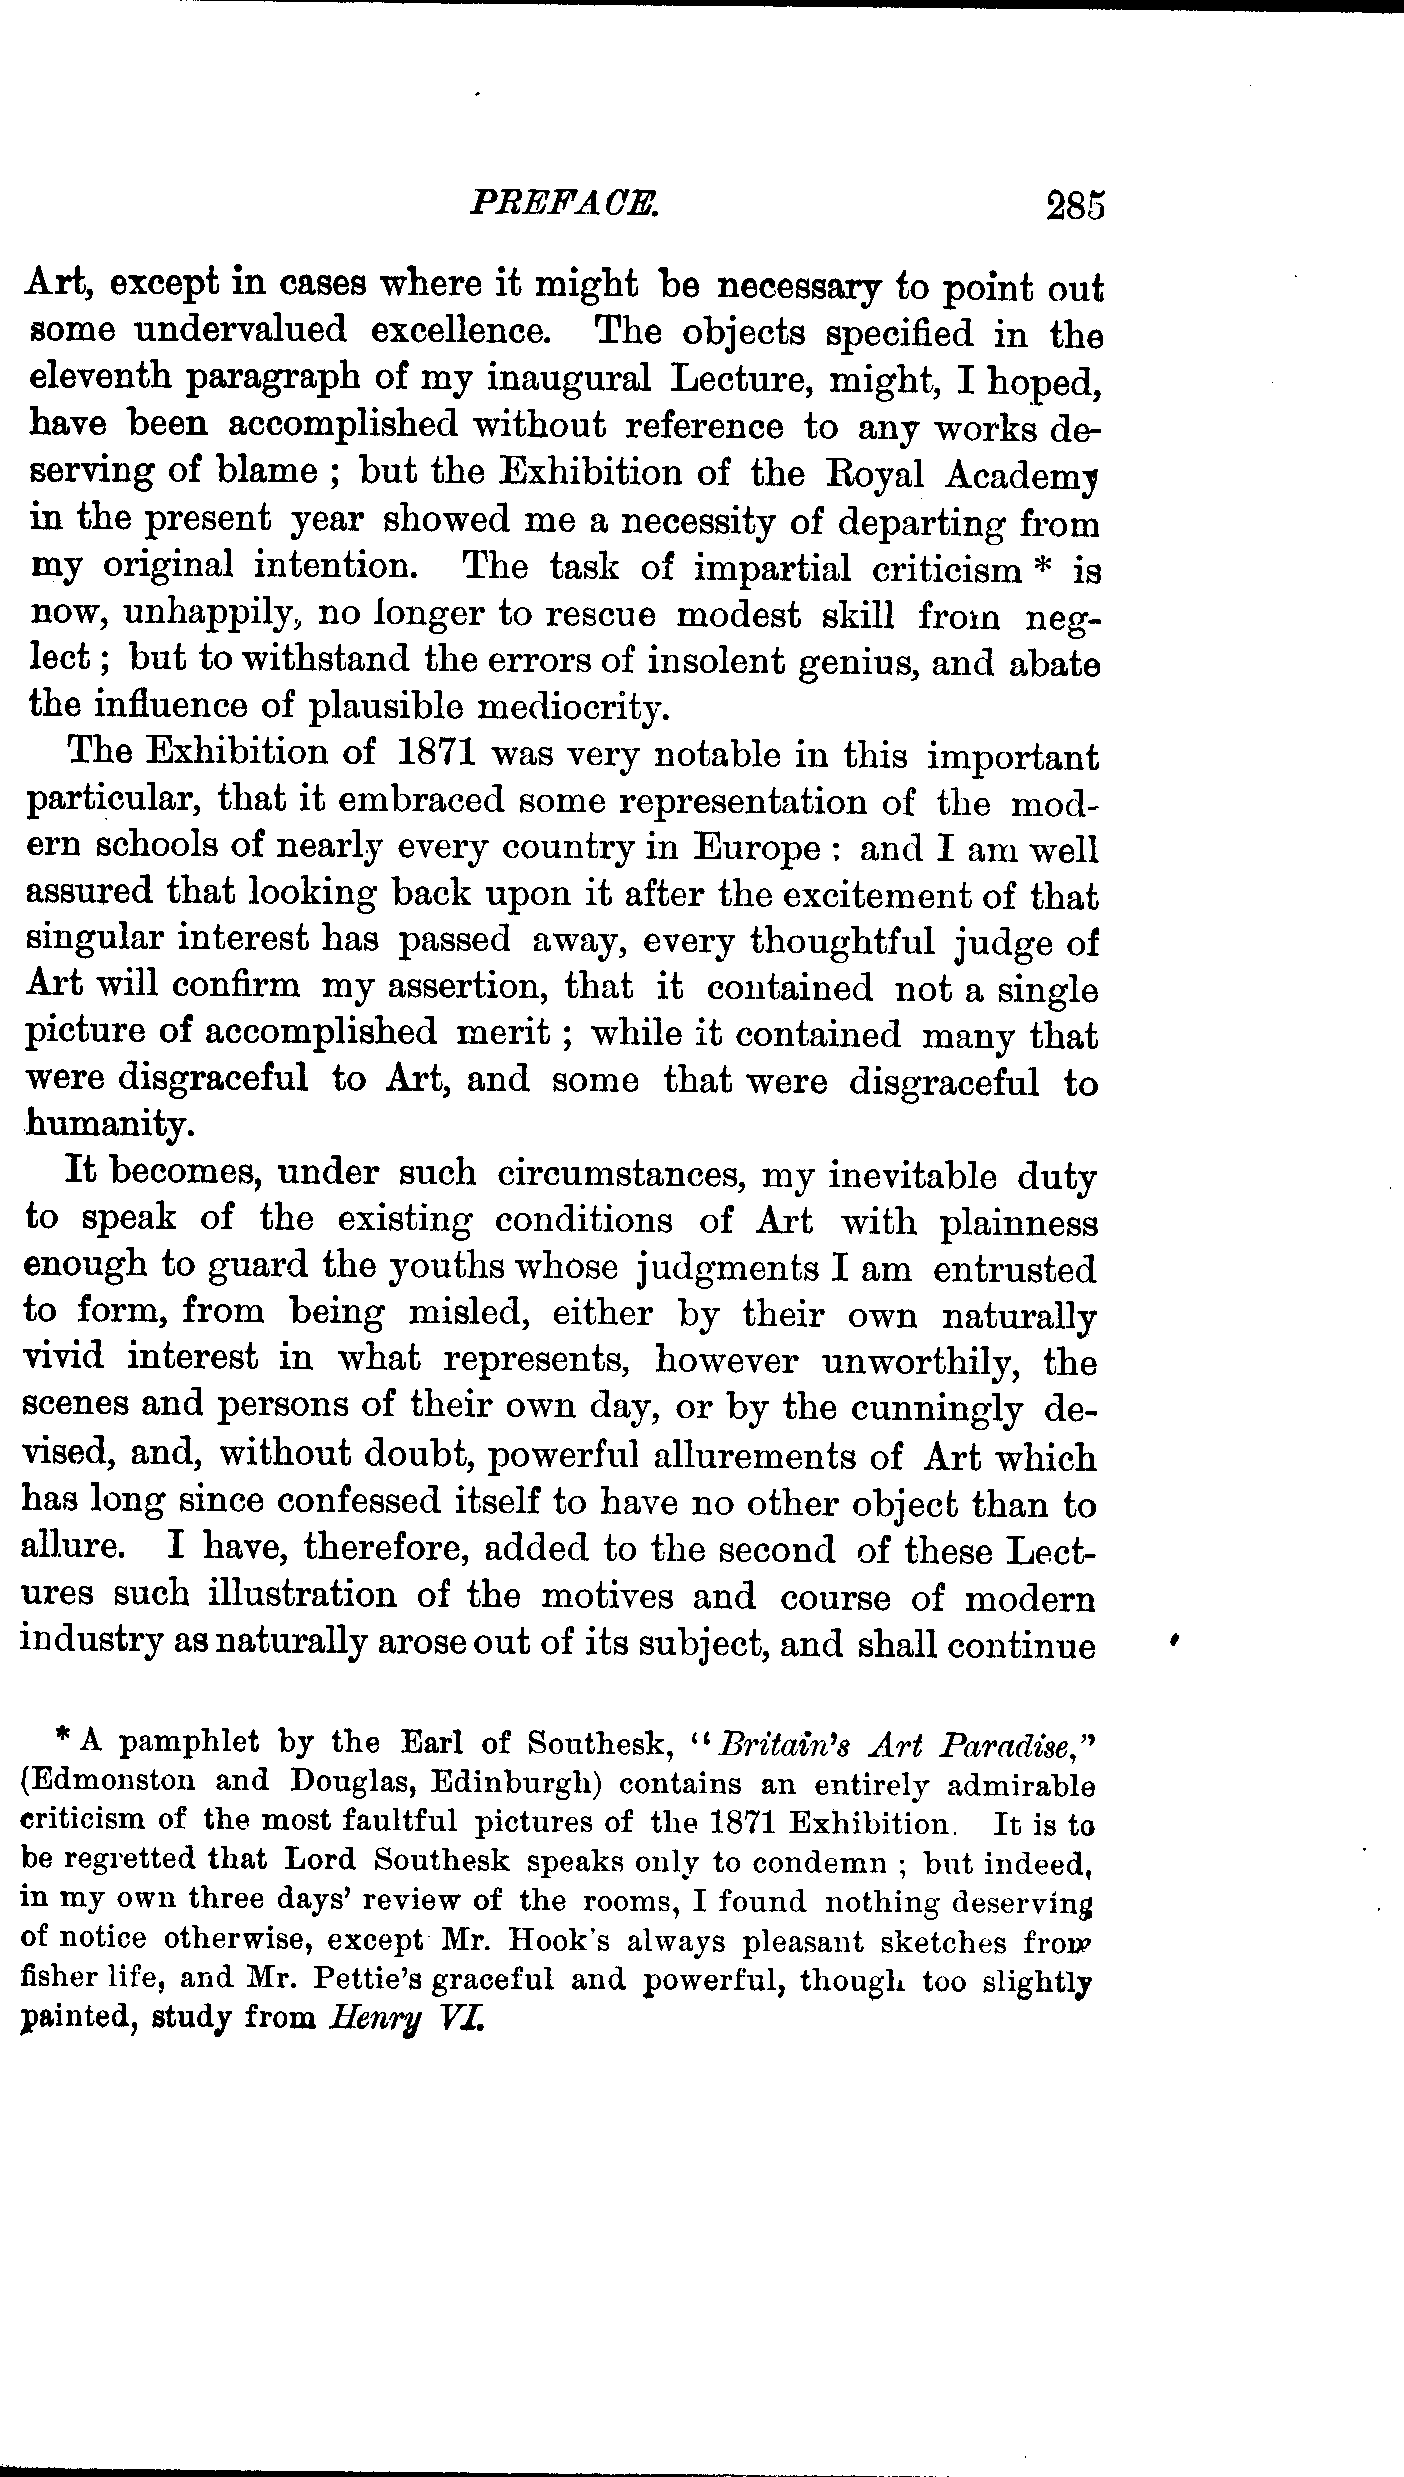 PREFACE. 285
Art, except in cases where it might be necessary to point out
some undervalued excellence. The objects specified in the
eleventh paragraph of my inaugural Lecture, might, I hoped,
have been accomplished without reference to any works de-
serving of blame ; but the Exhibition of the Royal Academy
in the present year showed me a necessity of departing from
my original intention. The task of impartial criticism * is
now, unhappily, no longer to rescue modest skill from neg-
lect ; but to withstand the errors of insolent genius, and abate
the influence of plausible mediocrity.
The Exhibition of 1871 was very notable in this important
particular, that it embraced some representation of the mod-
ern schools of nearly every country in Europe : and I am well
assured that looking back upon it after the excitement of that
singular interest has passed away, every thoughtful judge of
Art will confirm my assertion, that it contained not a single
picture of accomplished merit ; while it contained many that
were disgraceful to Art, and some that were disgraceful to
humanity.
It becomes, under such circumstances, my inevitable duty
to speak of the existing conditions of Art with plainness
enough to guard the youths whose judgments I am entrusted
to form, from being misled, either by their own naturally
vivid interest in what represents, however unworthily, the
scenes and persons of their own day, or by the cunningly de-
vised, and, without doubt, powerful allurements of Art which
has long since confessed itself to have no other object than to
allure. I have, therefore, added to the second of these Lect-
ures such illustration of the motives and course of modern
industry as naturally arose out of its subject, and shall continue
* A pamphlet by the Earl of Southesk, "Britain's Art Paradise,"
(Edmonston and Douglas, Edinburgh) contains an entirely admirable
criticism of the most faultful pictures of the 1871 Exhibition. It is to
be regretted that Lord Southesk speaks only to condemn ; but indeed,
in my own three days' review of the rooms, I found nothing deserving
of notice otherwise, except Mr. Hook's always pleasant sketches from
fisher life, and Mr. Pettie's graceful and powerful, though too slightly
painted, study from Henry VI.